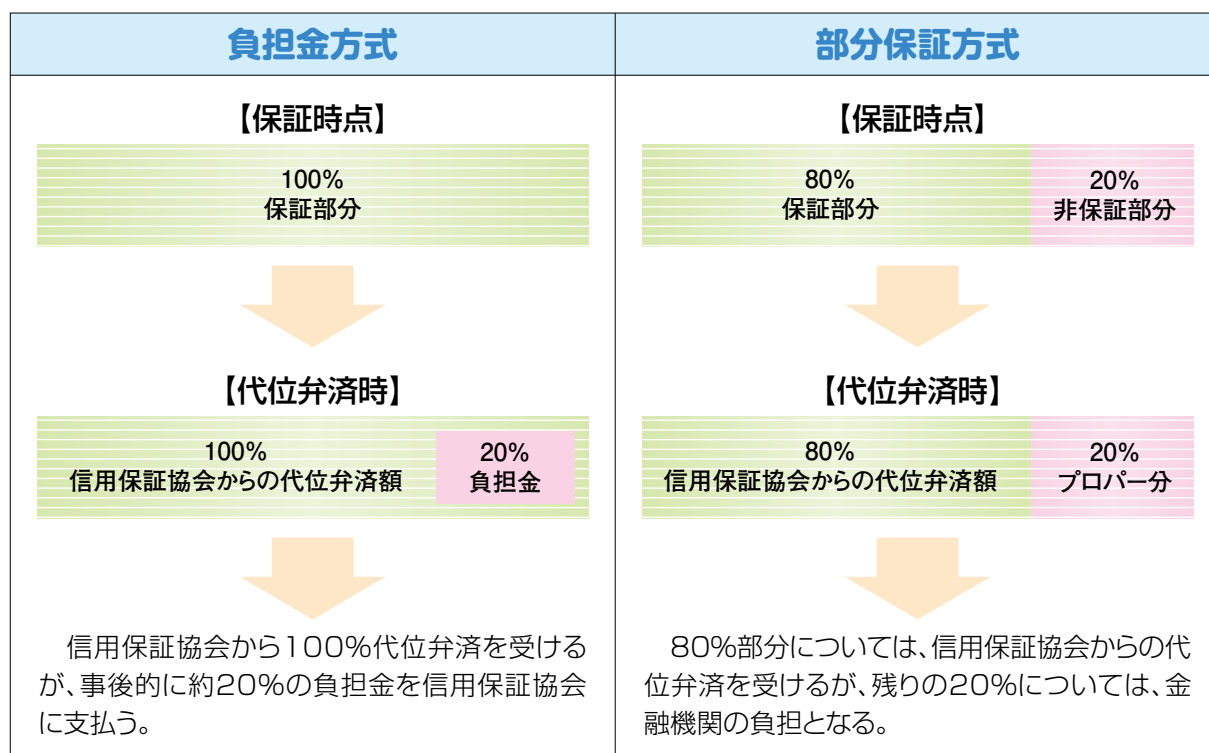 負担金方式
【保証時点】
100%
保証部分
【代位弁済時】
100%
信用保証協会からの代位弁済額
20%
負担金
信用保証協会から100%代位弁済を受ける
が、事後的に約20%の負担金を信用保証協会
に支払う。
部分保証方式
【保証時点】
80%
保証部分
20%
非保証部分
【代位弁済時】
80%
信用保証協会からの代位弁済額
20%
プロパー分
80%部分については、信用保証協会からの代
位弁済を受けるが、残りの20%については、金
融機関の負担となる。